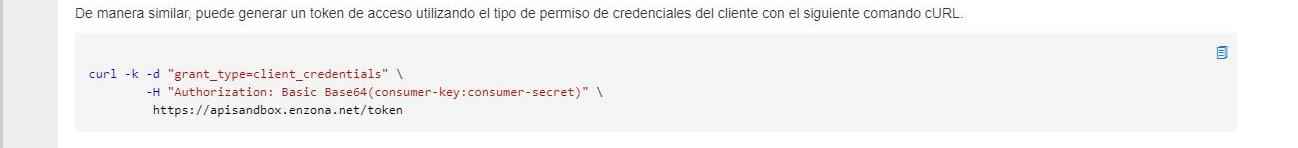 De manera similar, puede generar un token de acceso utilizando el tipo de permiso de credenciales del cliente con el siguiente comando cURL.
curl -k -d "grant_type=client_credentials" \
-H "Authorization: Basic Base64(consumer-key:consumer-secret)" \
https://apisandbox.enzona.net/token